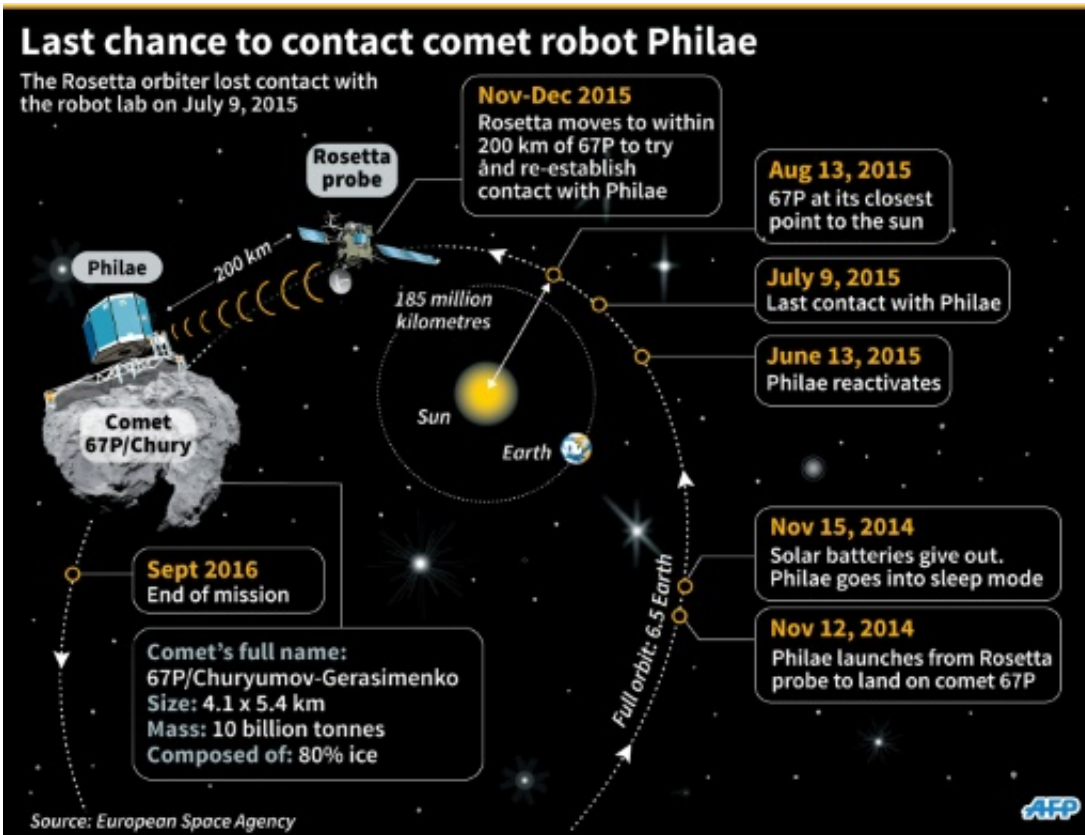 Last chance to contact comet robot Philae
The Rosetta orbiter lost contact with
the robot lab on July 9, 2015
Nov-Dec 2015
Rosetta moves to within
200 km of 67P to try
and re-establish
contact with Philae
Rosetta
probe
Aug 13, 2015
67P at its closest
point to the sun
200 km
Philae
185 million
kilometres
July 9, 2015
Last contact with Philae
June 13, 2015
Philae reactivates
Sun
Earth
Comet
67P/Chury
Nov 15, 2014
Solar batteries give out.
Philae goes into sleep mode
Full orbit: 6.5 Earth
Nov 12, 2014
Philae launches from Rosetta
probe to land on comet 67P
Sept 2016
End of mission
Comet's full name:
67P/Churyumov-Gerasimenko
Size: 4.1 x 5.4 km
Mass: 10 billion tonnes
Composed of: 80% ice
Source: European Space Agency
AFP